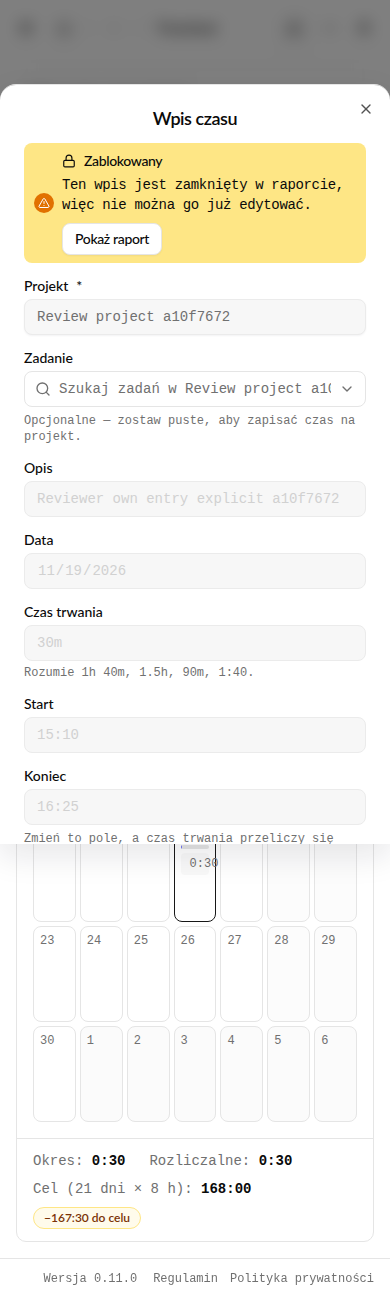 Wpis czasu
Zablokowany
Ten wpis jest zamknięty w raporcie,
więc nie można go już edytować.
Pokaż raport
Projekt *
Review project a10f7672
Zadanie
Szukaj zadań w Review project a10
Opcjonalne — zostaw puste, aby zapisać czas na
projekt.
Opis
Reviewer own entry explicit a10f7672
Data
11/19/2026
Czas trwania
30m
Rozumie 1h 40m, 1.5h, 90m, 1:40.
Start
15:10
Koniec
16:25
Zmień to pole, a czas trwania przeliczy się
0:30
23 24 25 26 27 28 29
30 1 2 3 4 5 6
Okres: 0:30 Rozliczalne: 0:30
Cel (21 dni × 8 h): 168:00
−167:30 do celu
Wersja 0.11.0 Regulamin Polityka prywatności